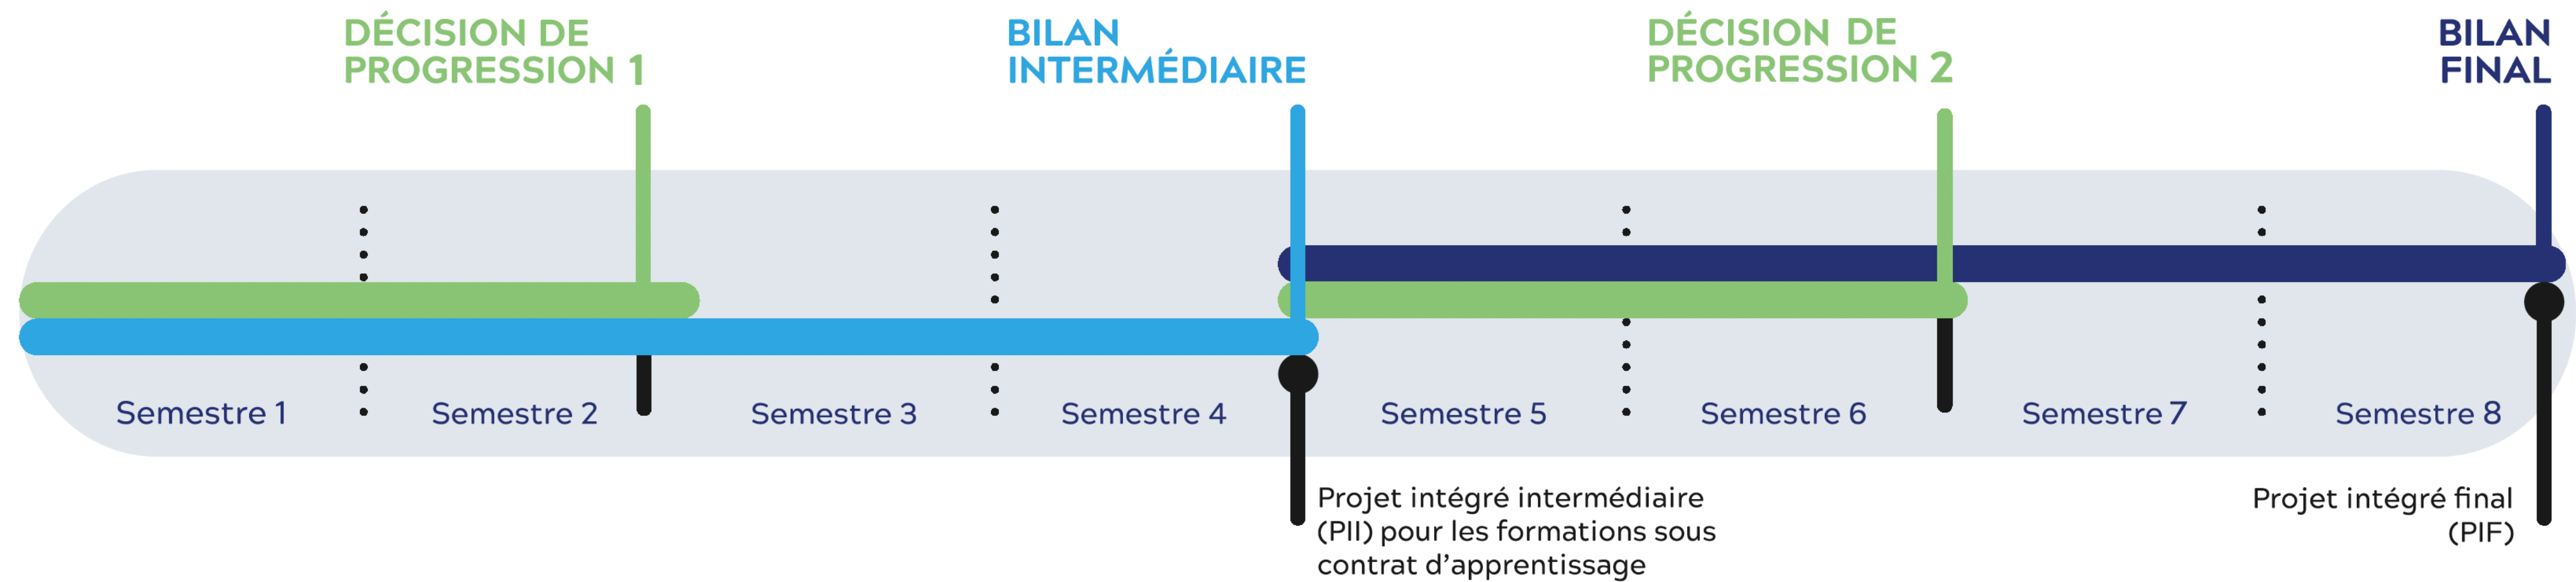 DÉCISION DE
PROGRESSION 1
BILAN
INTERMÉDIAIRE
DÉCISION DE
PROGRESSION 2
BILAN
FINAL
Semestre 1
Semestre 2
Semestre 3
Semestre 4
Semestre 5
Semestre 6
Semestre 7
Semestre 8
Projet intégré intermédiaire
(PII) pour les formations sous
contrat d’apprentissage
Projet intégré final
(PIF)